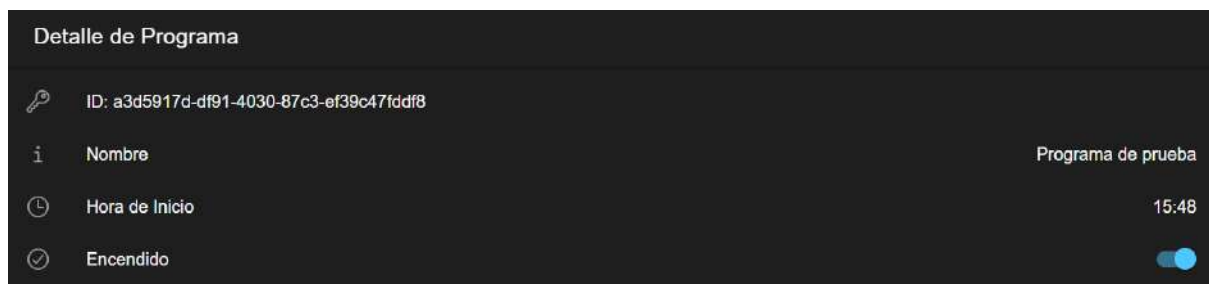 Detalle de Programa
ID: a3d5917d-df91-4030-87c3-ef39c47fddf8
Nombre Programa de prueba
Hora de Inicio 15:48
Encendido